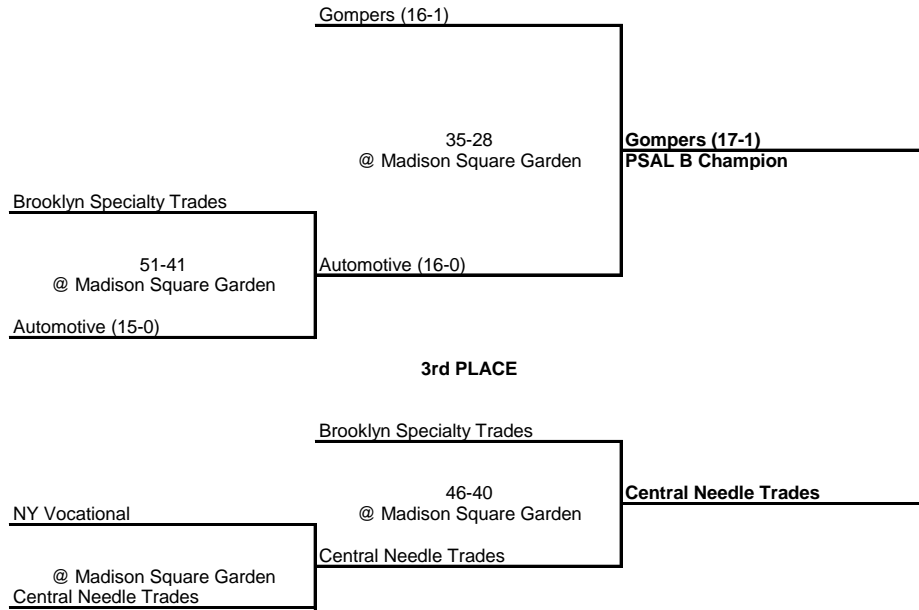 Gompers (16-1)
35-28
@ Madison Square Garden
Gompers (17-1)
PSAL B Champion
Brooklyn Specialty Trades
51-41
@ Madison Square Garden
Automotive (16-0)
Automotive (15-0)
3rd PLACE
Brooklyn Specialty Trades
46-40
@ Madison Square Garden
Central Needle Trades
NY Vocational
Central Needle Trades
@ Madison Square Garden
Central Needle Trades